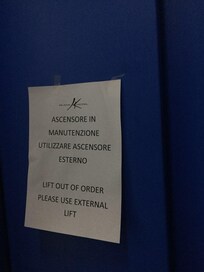 ASCENSORE IN
MANUTENZIONE
UTILIZZARE ASCENSORE
ESTERNO
LIFT OUT OF ORDER
PLEASE USE EXTERNAL
LIFT